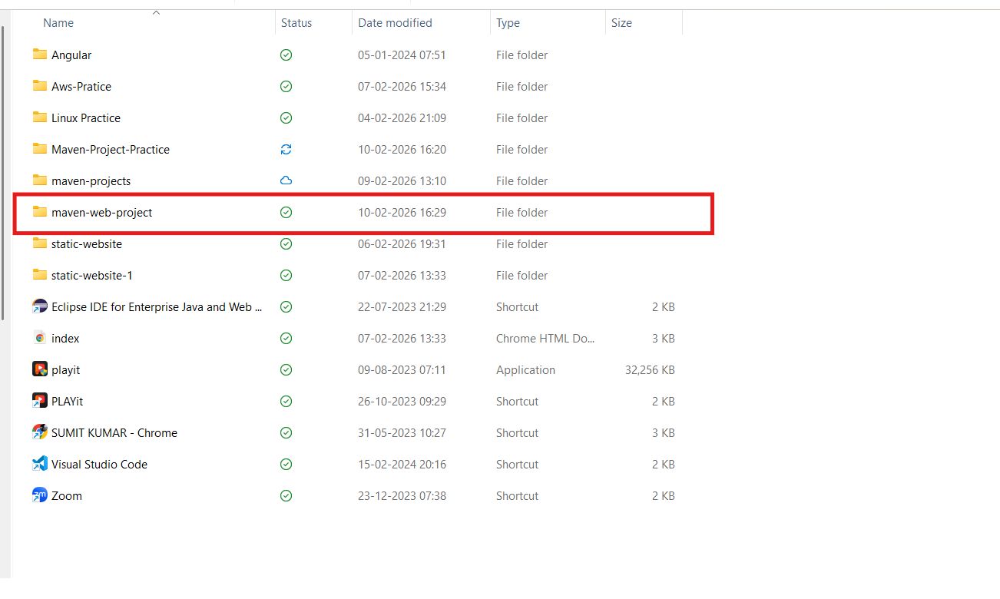 Name Status Date modified Type Size
Angular 05-01-2024 07:51 File folder
Aws-Pratice 07-02-2026 15:34 File folder
Linux Practice 04-02-2026 21:09 File folder
Maven-Project-Practice 10-02-2026 16:20 File folder
maven-projects 09-02-2026 13:10 File folder
maven-web-project 10-02-2026 16:29 File folder
static-website 06-02-2026 19:31 File folder
static-website-1 07-02-2026 13:33 File folder
Eclipse IDE for Enterprise Java and Web ... 22-07-2023 21:29 Shortcut 2 KB
index 07-02-2026 13:33 Chrome HTML Do... 3 KB
playit 09-08-2023 07:11 Application 32,256 KB
PLAYit 26-10-2023 09:29 Shortcut 2 KB
SUMIT KUMAR - Chrome 31-05-2023 10:27 Shortcut 3 KB
Visual Studio Code 15-02-2024 20:16 Shortcut 2 KB
zm Zoom 23-12-2023 07:38 Shortcut 2 KB